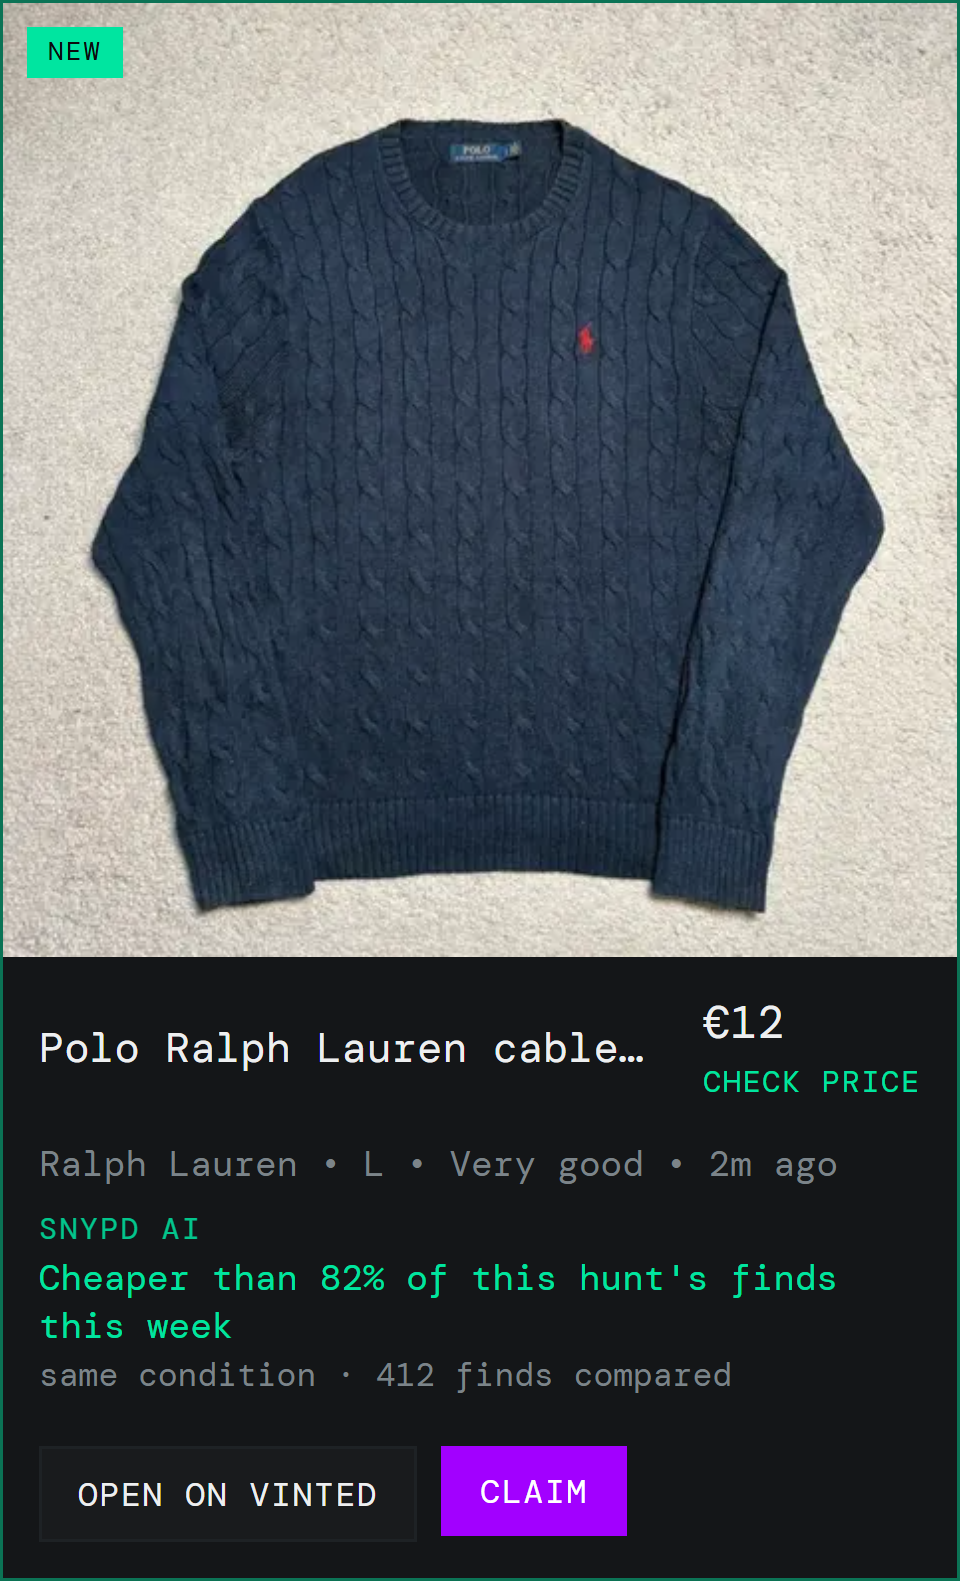 NEW
POLO
Polo Ralph Lauren cable…
€12
CHECK PRICE
Ralph Lauren • L • Very good • 2m ago
SNYPD AI
Cheaper than 82% of this hunt's finds
this week
same condition · 412 finds compared
OPEN ON VINTED
CLAIM